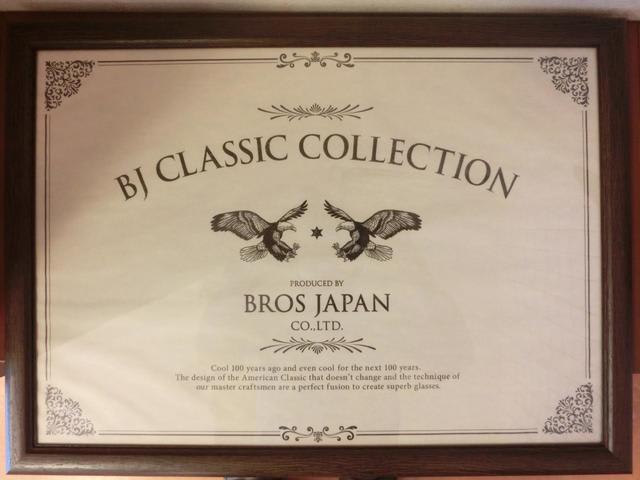 BJ CLASSIC COLLECTION
PRODUCED BY
BROS JAPAN
CO.,LTD.
Cool 100 years ago and even cool for the next 100 years.
The design of the American Classic that doesn't change and the technique of
our master craftsmen are a perfect fusion to create superb glasses.